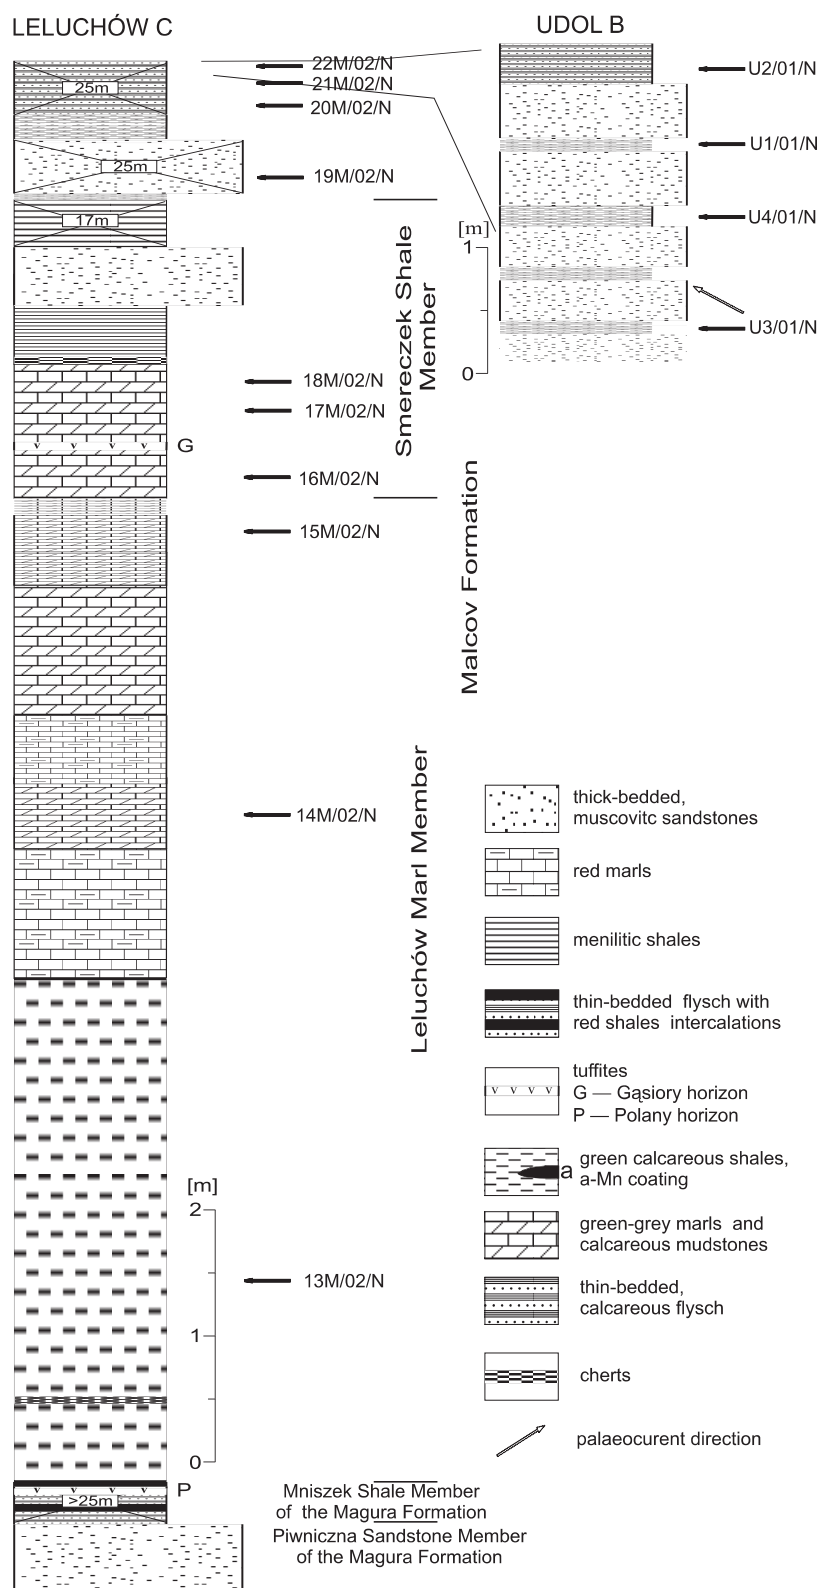 LELUCHÓW C
UDOL B
22M/02/N
21M/02/N
25m
20M/02/N
25m
19M/02/N
17m
U2/01/N
U1/01/N
U4/01/N
[m]
1
0
U3/01/N
Smereczek Shale
Member
18M/02/N
17M/02/N
G
16M/02/N
15M/02/N
Malcov Formation
14M/02/N
Leluchów Marl Member
[m]
2
13M/02/N
1
0
P
>25m
Mniszek Shale Member
of the Magura Formation
Piwniczna Sandstone Member
of the Magura Formation
thick-bedded,
muscovitc sandstones
red marls
menilitic shales
thin-bedded flysch with
red shales intercalations
v v v v
tuffites
G — Gąsiory horizon
P — Polany horizon
a
green calcareous shales,
a-Mn coating
green-grey marls and
calcareous mudstones
thin-bedded,
calcareous flysch
cherts
palaeocurent direction